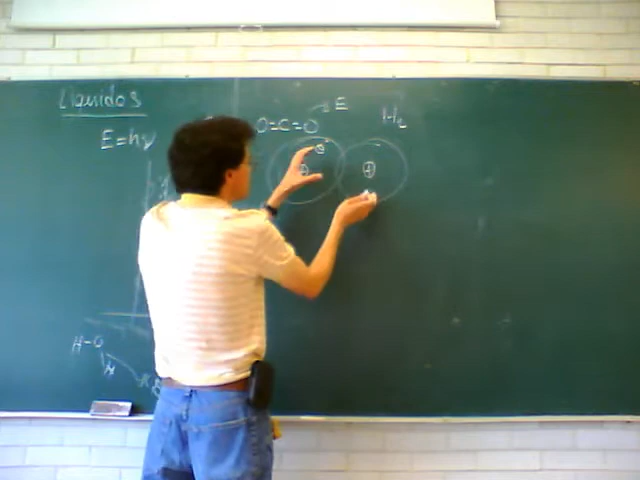 Líquidos
E=hν
O=C=O
E
H₂
H-O
H